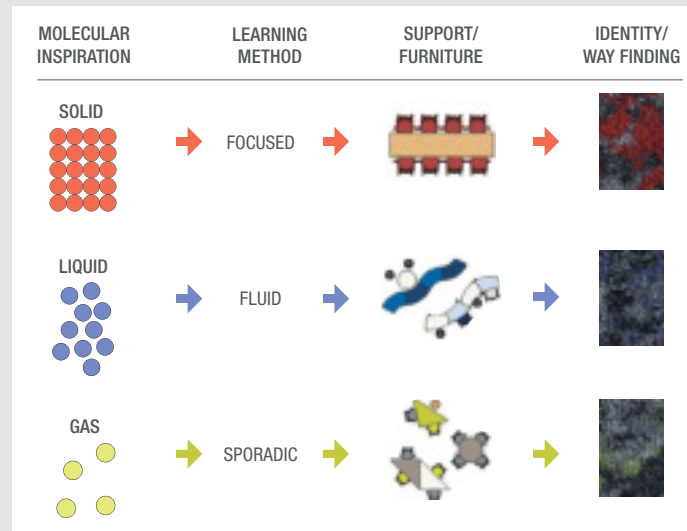 MOLECULAR
INSPIRATION
LEARNING
METHOD
SUPPORT/
FURNITURE
IDENTITY/
WAY FINDING
SOLID
FOCUSED
LIQUID
FLUID
GAS
SPORADIC